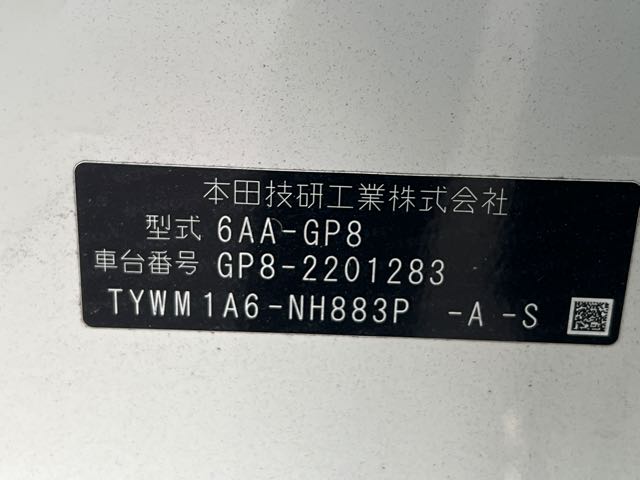 本田技研工業株式会社
型式 6AA-GP8
車台番号 GP8-2201283
TYWM1A6-NH883P -A-S